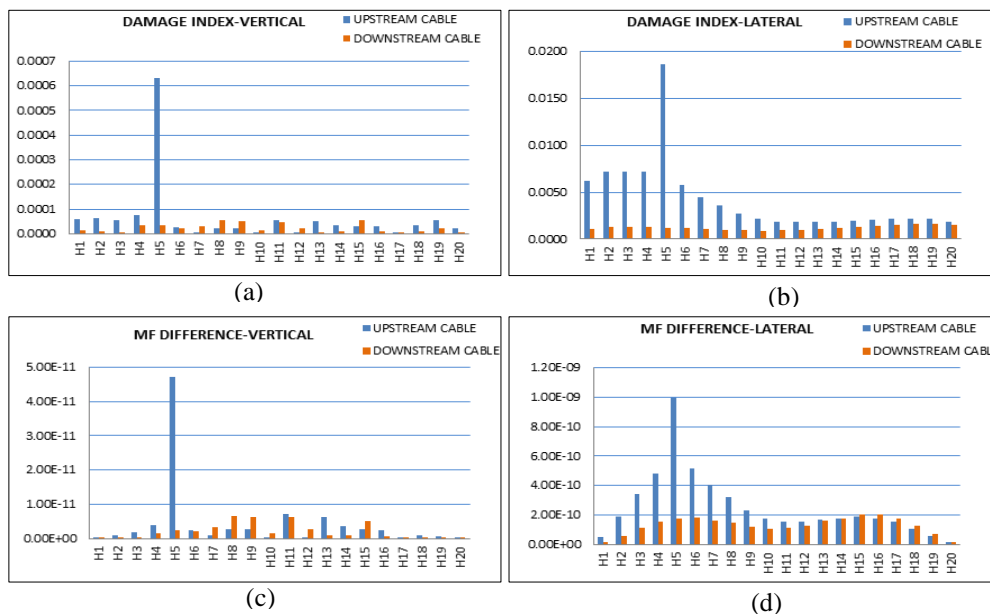 DAMAGE INDEX-VERTICAL
UPSTREAM CABLE
DOWNSTREAM CABLE
0.0007
0.0006
0.0005
0.0004
0.0003
0.0002
0.0001
0.0000
H1 H2 H3 H4 H5 H6 H7 H8 H9 H10 H11 H12 H13 H14 H15 H16 H17 H18 H19 H20
(a)
DAMAGE INDEX-LATERAL
UPSTREAM CABLE
DOWNSTREAM CABLE
0.0200
0.0150
0.0100
0.0050
0.0000
H1 H2 H3 H4 H5 H6 H7 H8 H9 H10 H11 H12 H13 H14 H15 H16 H17 H18 H19 H20
(b)
MF DIFFERENCE-VERTICAL
UPSTREAM CABLE
DOWNSTREAM CABLE
5.00E-11
4.00E-11
3.00E-11
2.00E-11
1.00E-11
0.00E+00
H1 H2 H3 H4 H5 H6 H7 H8 H9 H10 H11 H12 H13 H14 H15 H16 H17 H18 H19 H20
(c)
MF DIFFERENCE-LATERAL
UPSTREAM CABLE
DOWNSTREAM CABLE
1.20E-09
1.00E-09
8.00E-10
6.00E-10
4.00E-10
2.00E-10
0.00E+00
H1 H2 H3 H4 H5 H6 H7 H8 H9 H10 H11 H12 H13 H14 H15 H16 H17 H18 H19 H20
(d)